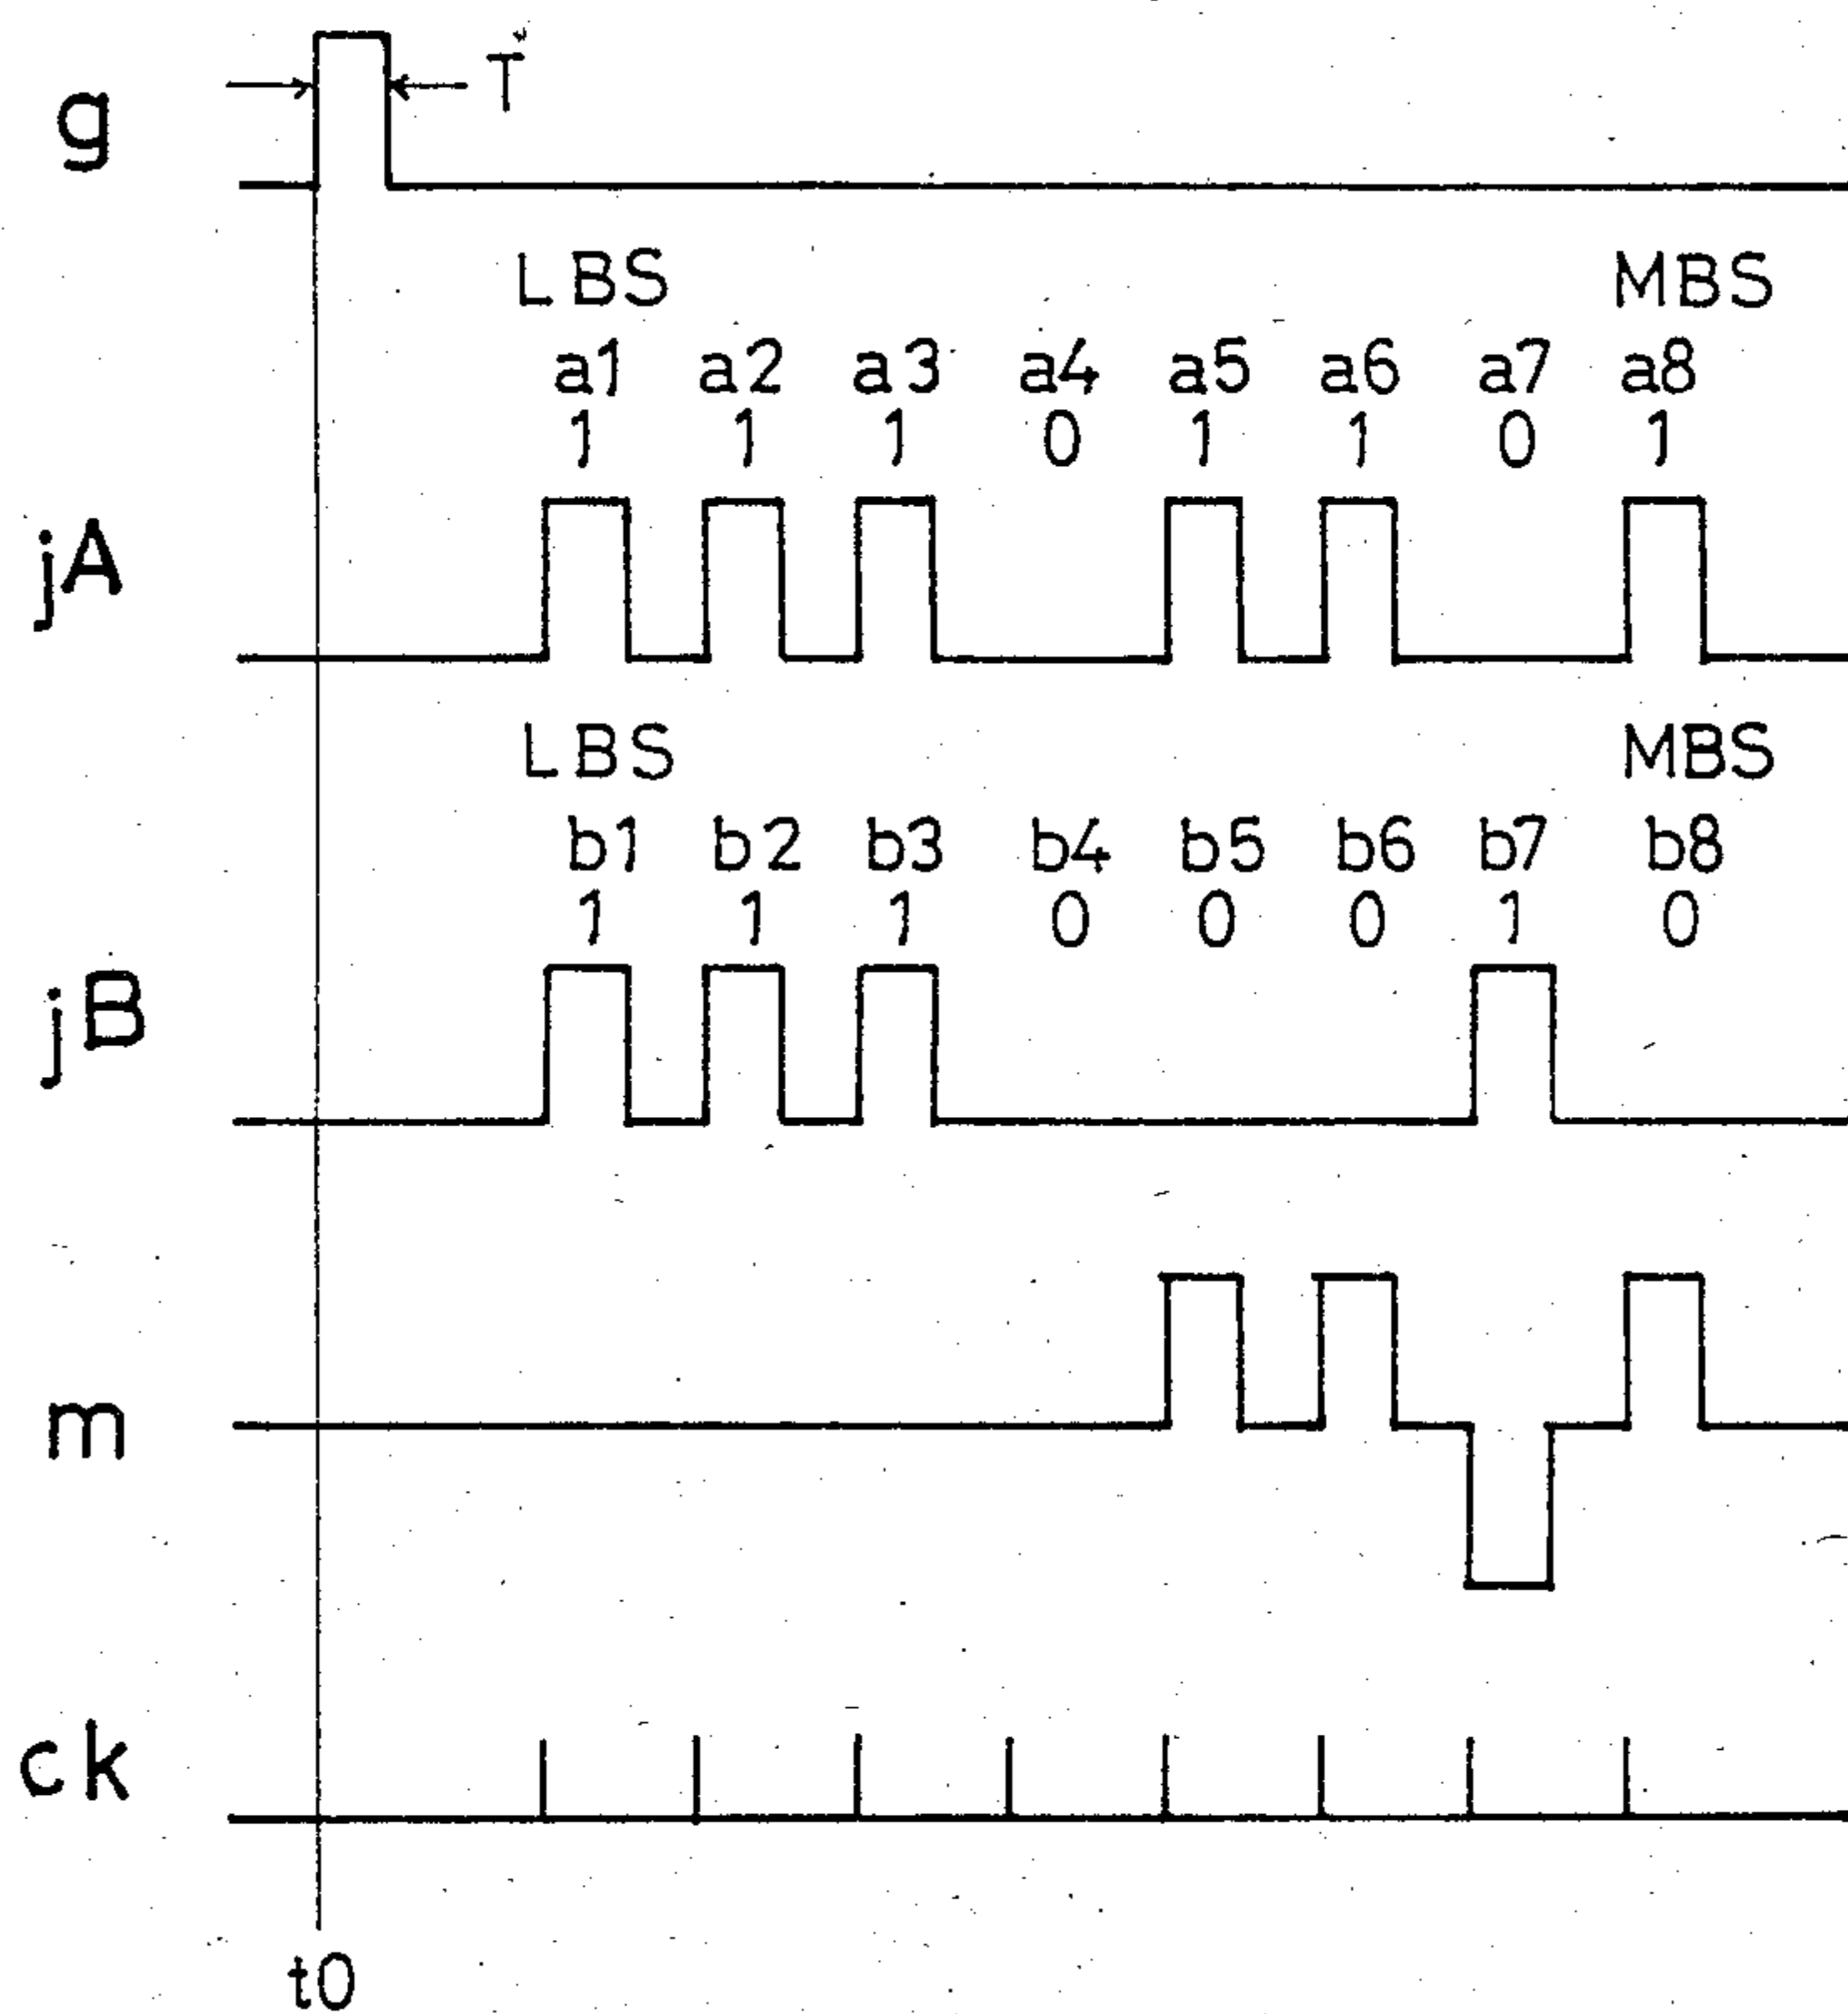 g
T
LBS MBS
a1 a2 a3 a4 a5 a6 a7 a8
1 1 1 0 1 1 0 1
jA
LBS MBS
b1 b2 b3 b4 b5 b6 b7 b8
1 1 1 0 0 0 1 0
jB
m
ck
t0